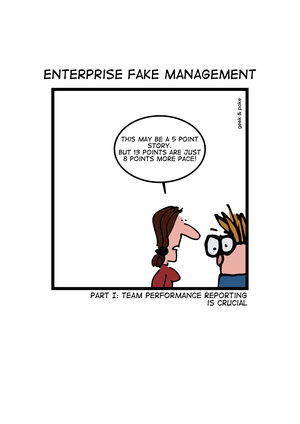 ENTERPRISE FAKE MANAGEMENT
geek & poke
THIS MAY BE A 5 POINT
STORY.
BUT 13 POINTS ARE JUST
8 POINTS MORE PACE!
PART I: TEAM PERFORMANCE REPORTING
IS CRUCIAL